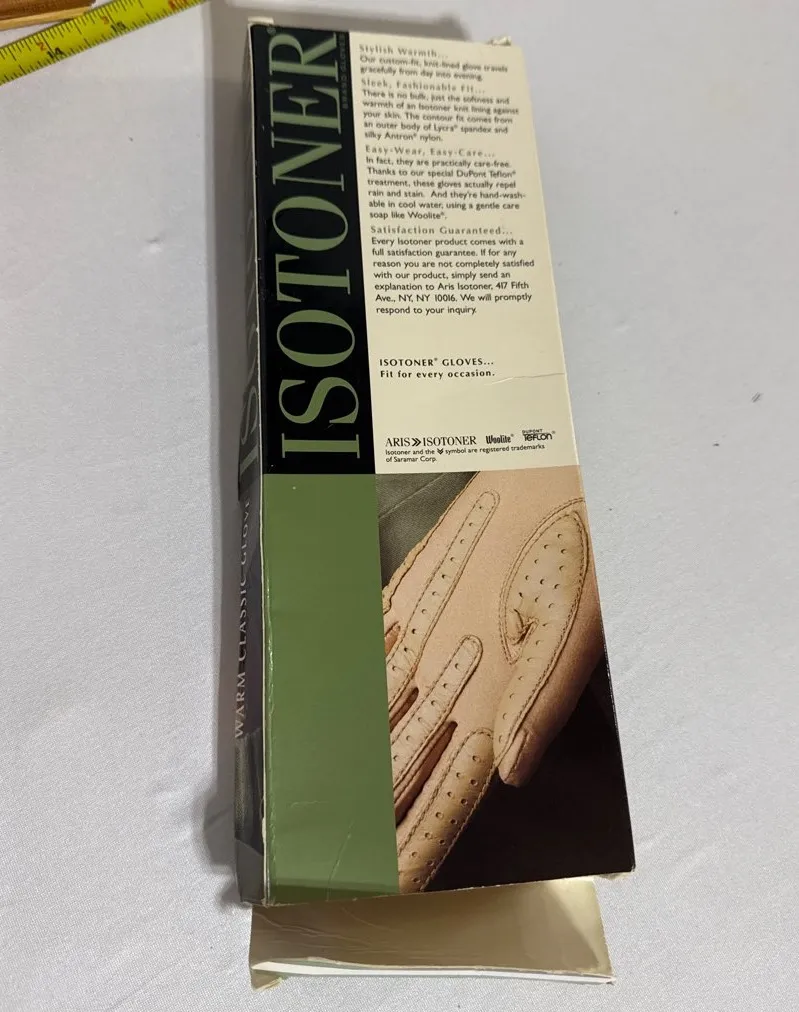 ISOTONER®
BRAND GLOVES
Stylish Warmth...
Our custom-fit, knit-lined glove travels
gracefully from day into evening.
Sleek, Fashionable Fit...
There is no bulk, just the softness and
warmth of an Isotoner knit lining against
your skin. The contour fit comes from
an outer body of Lycra® spandex and
silky Antron® nylon.
Easy-Wear, Easy-Care...
In fact, they are practically care-free.
Thanks to our special DuPont Teflon®
treatment, these gloves actually repel
rain and stain. And they're hand-wash-
able in cool water, using a gentle care
soap like Woolite®.
Satisfaction Guaranteed...
Every Isotoner product comes with a
full satisfaction guarantee. If for any
reason you are not completely satisfied
with our product, simply send an
explanation to Aris Isotoner, 417 Fifth
Ave., NY, NY 10016. We will promptly
respond to your inquiry.
ISOTONER® GLOVES...
Fit for every occasion.
ARIS ISOTONER Woolite® DUPONT TEFLON®
Isotoner and the symbol are registered trademarks
of Saramar Corp.
WARM CLASSIC GLOVE